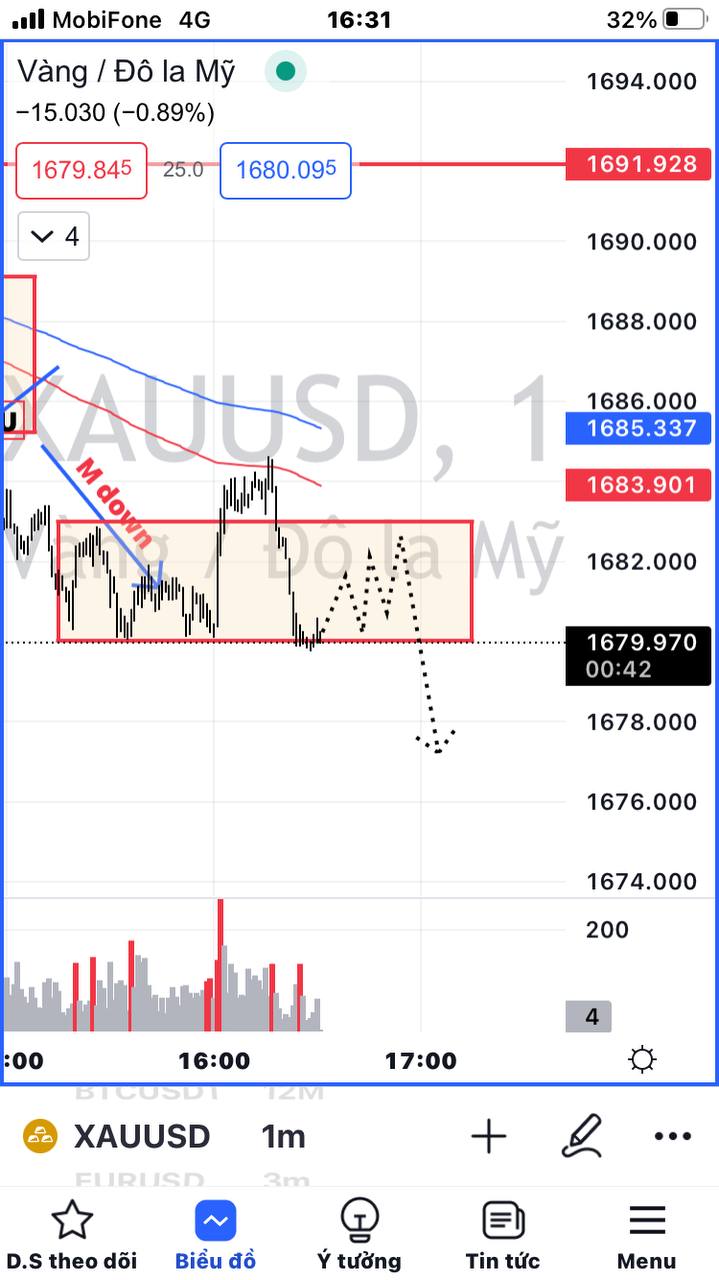 MobiFone 4G 16:31 32%
Vàng / Đô la Mỹ
−15.030 (−0.89%)
1679.845 25.0 1680.095
4
1694.000
1691.928
1690.000
1688.000
1686.000
1685.337
1683.901
1682.000
1679.970
00:42
1678.000
1676.000
1674.000
XAUUSD, 1
Vàng / Đô la Mỹ
U
M down
200
4
:00 16:00 17:00
BTCUSDT 12M
XAUUSD 1m
EURUSD 3m
D.S theo dõi Biểu đồ Ý tưởng Tin tức Menu